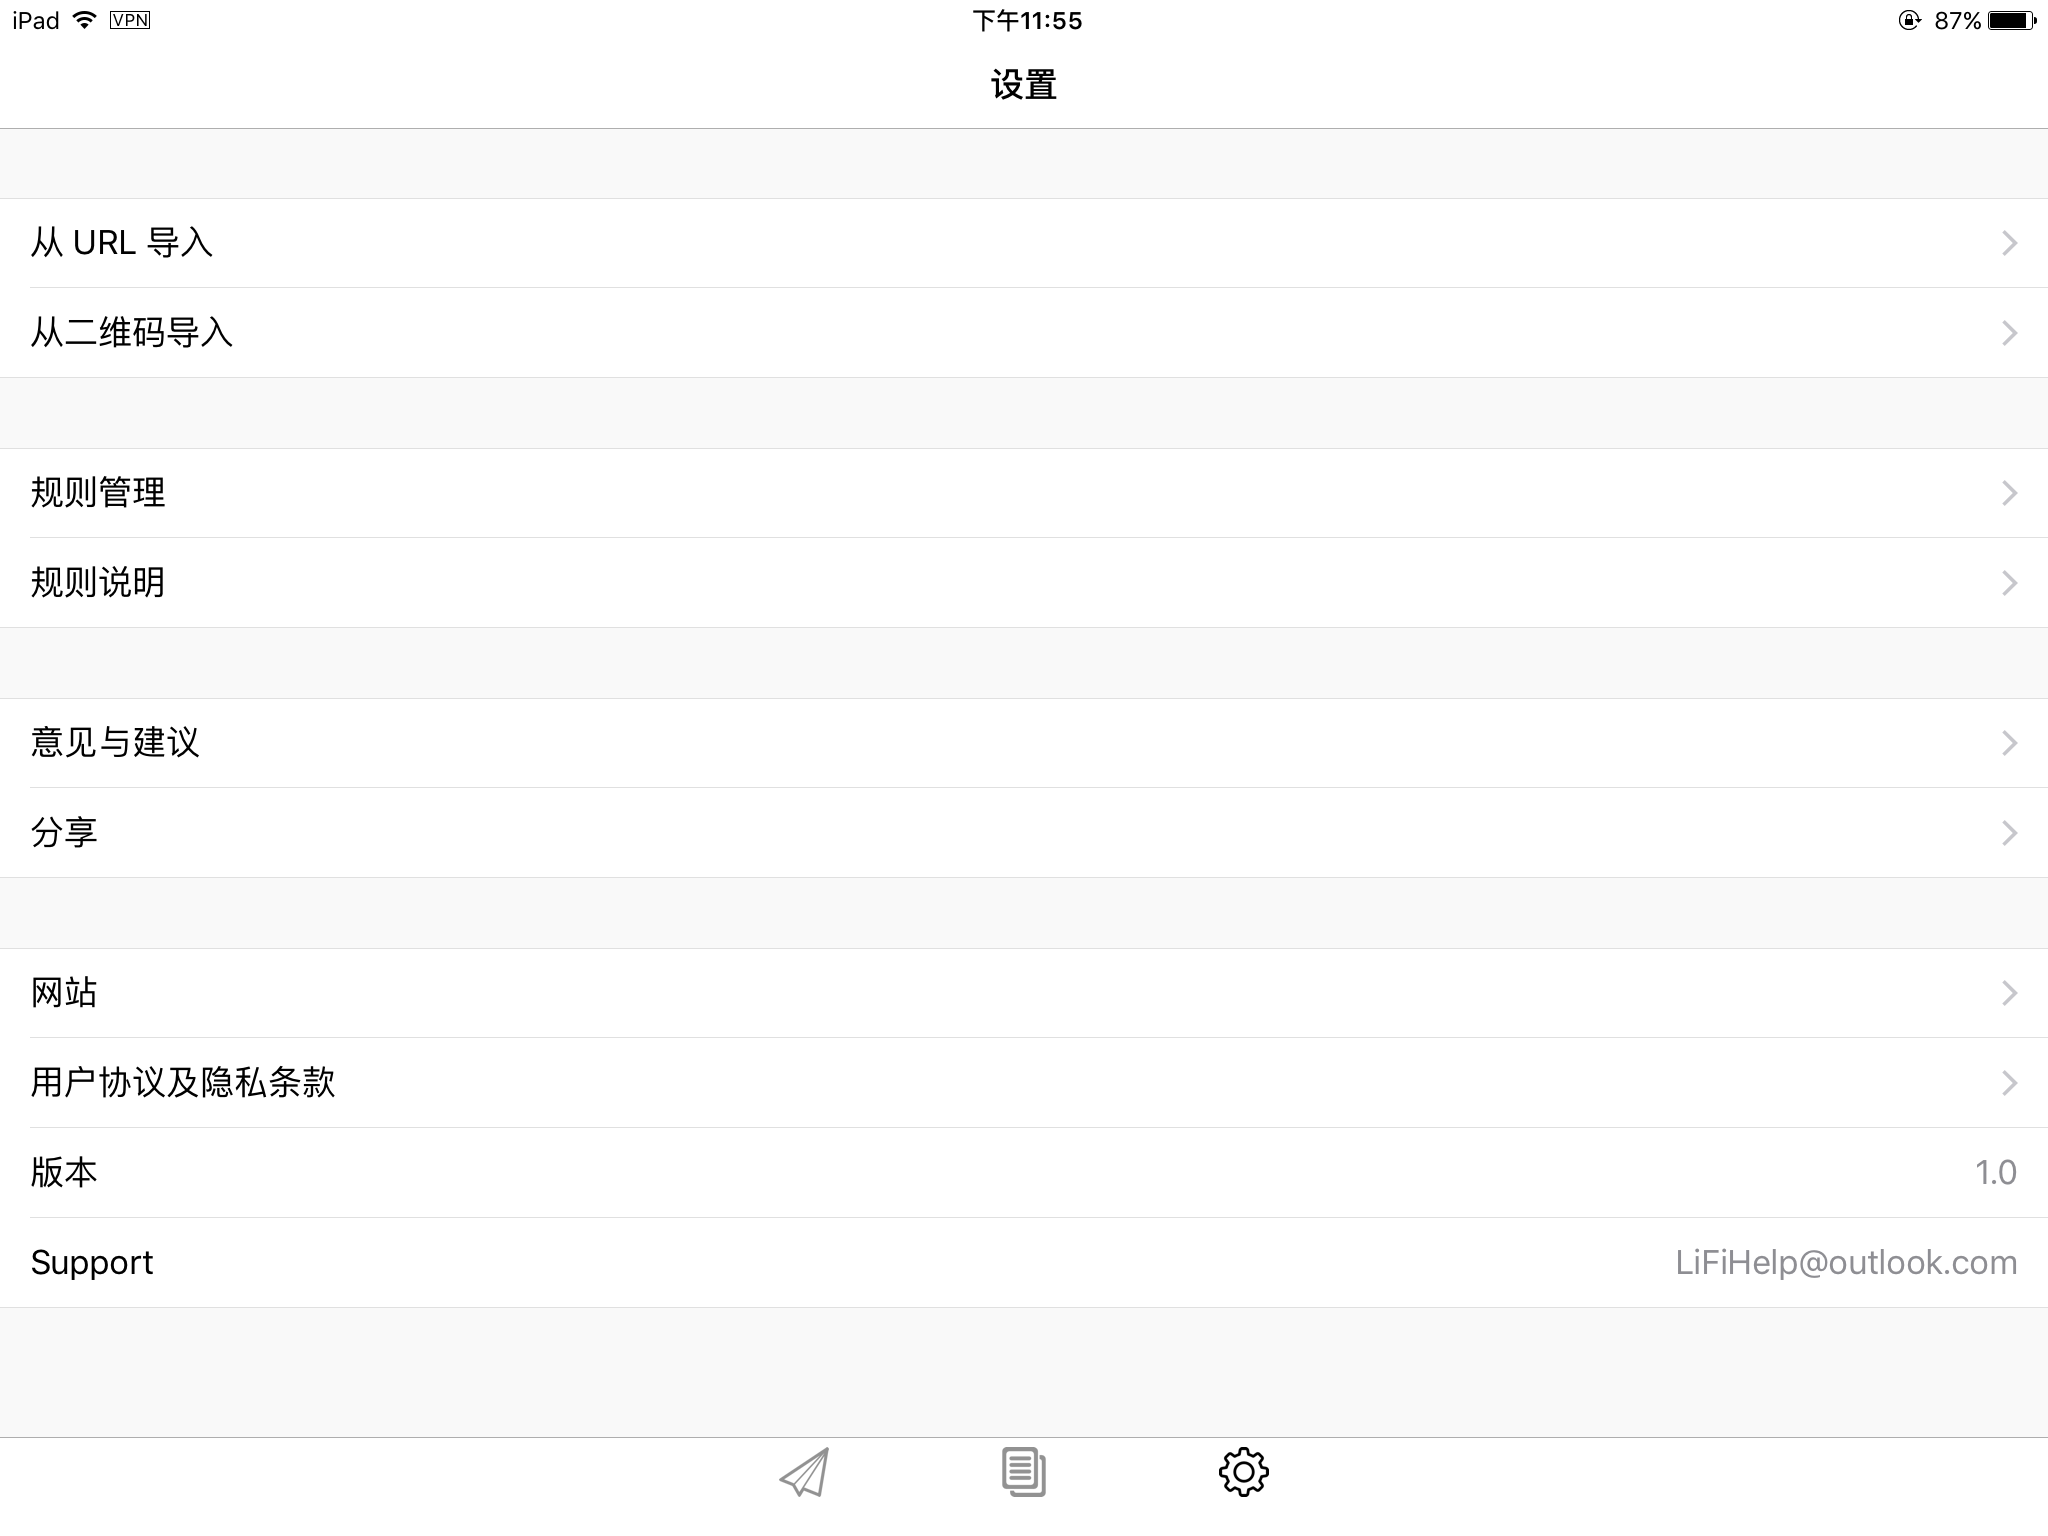 iPad VPN 下午11:55 87%
设置
从 URL 导入
从二维码导入
规则管理
规则说明
意见与建议
分享
网站
用户协议及隐私条款
版本 1.0
Support LiFiHelp@outlook.com